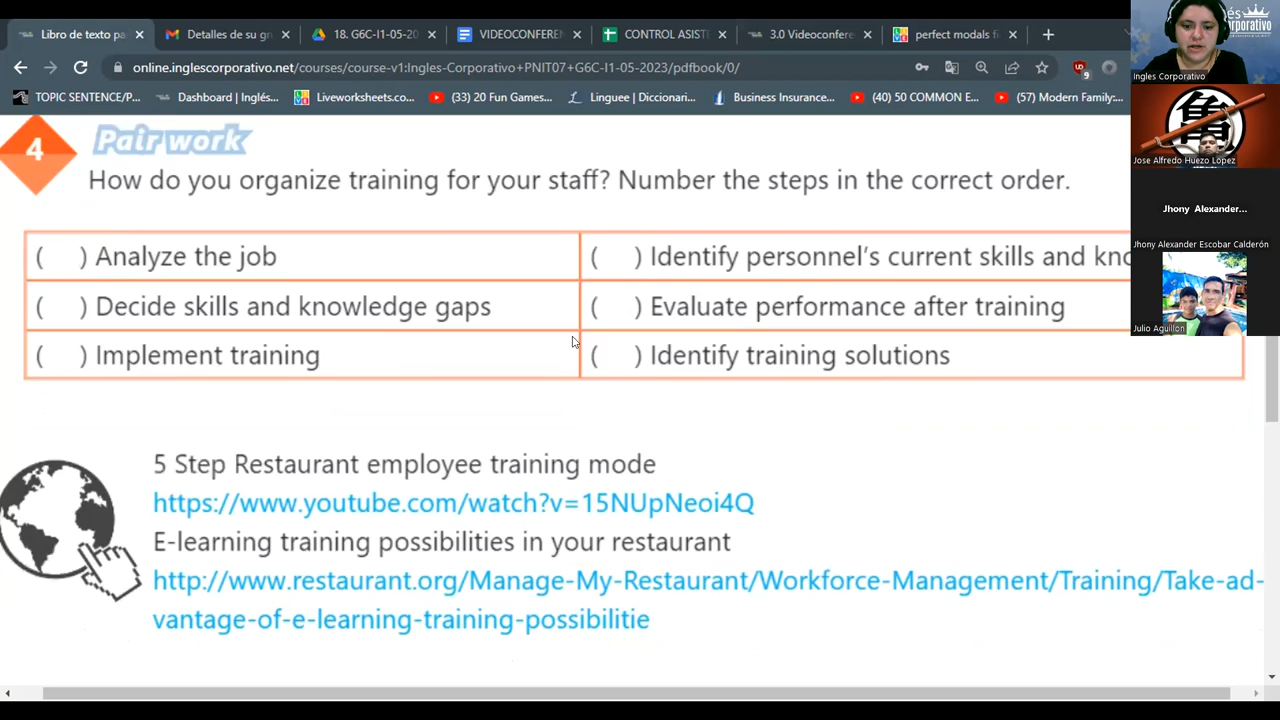 Libro de texto pa
Detalles de su gr
18. G6C-I1-05-20
VIDEOCONFEREN
CONTROL ASIST
3.0 Videoconfere
perfect modals f
online.inglescorporativo.net/courses/course-v1:Ingles-Corporativo+PNIT07+G6C-I1-05-2023/pdfbook/0/
9
TOPIC SENTENCE/P...
Dashboard | Inglés...
Liveworksheets.co...
(33) 20 Fun Games...
Linguee | Diccionari...
Business Insurance...
(40) 50 COMMON E...
(57) Modern Family:...
4
Pair work
How do you organize training for your staff? Number the steps in the correct order.
( ) Analyze the job
( ) Identify personnel's current skills and kno
( ) Decide skills and knowledge gaps
( ) Evaluate performance after training
( ) Implement training
( ) Identify training solutions
5 Step Restaurant employee training mode
https://www.youtube.com/watch?v=15NUpNeoi4Q
E-learning training possibilities in your restaurant
http://www.restaurant.org/Manage-My-Restaurant/Workforce-Management/Training/Take-ad-
vantage-of-e-learning-training-possibilitie
Ingles Corporativo
亀
Jose Alfredo Huezo López
Jhony Alexander...
Jhony Alexander Escobar Calderón
Julio Aguillon